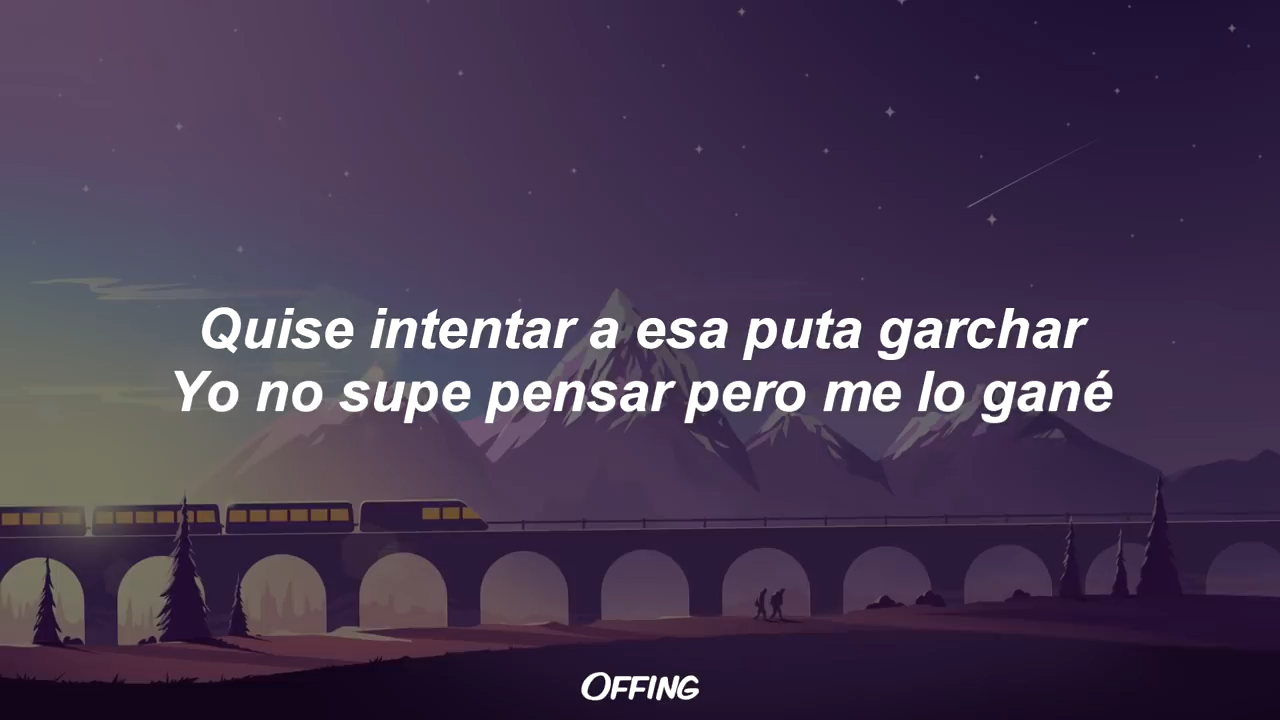 Quise intentar a esa puta garchar
Yo no supe pensar pero me lo gané
OFFING